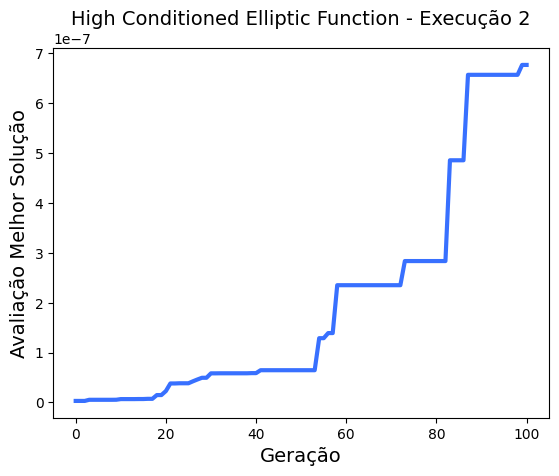 High Conditioned Elliptic Function - Execução 2
1e−7
7
6
5
4
3
2
1
0
Avaliação Melhor Solução
0 20 40 60 80 100
Geração